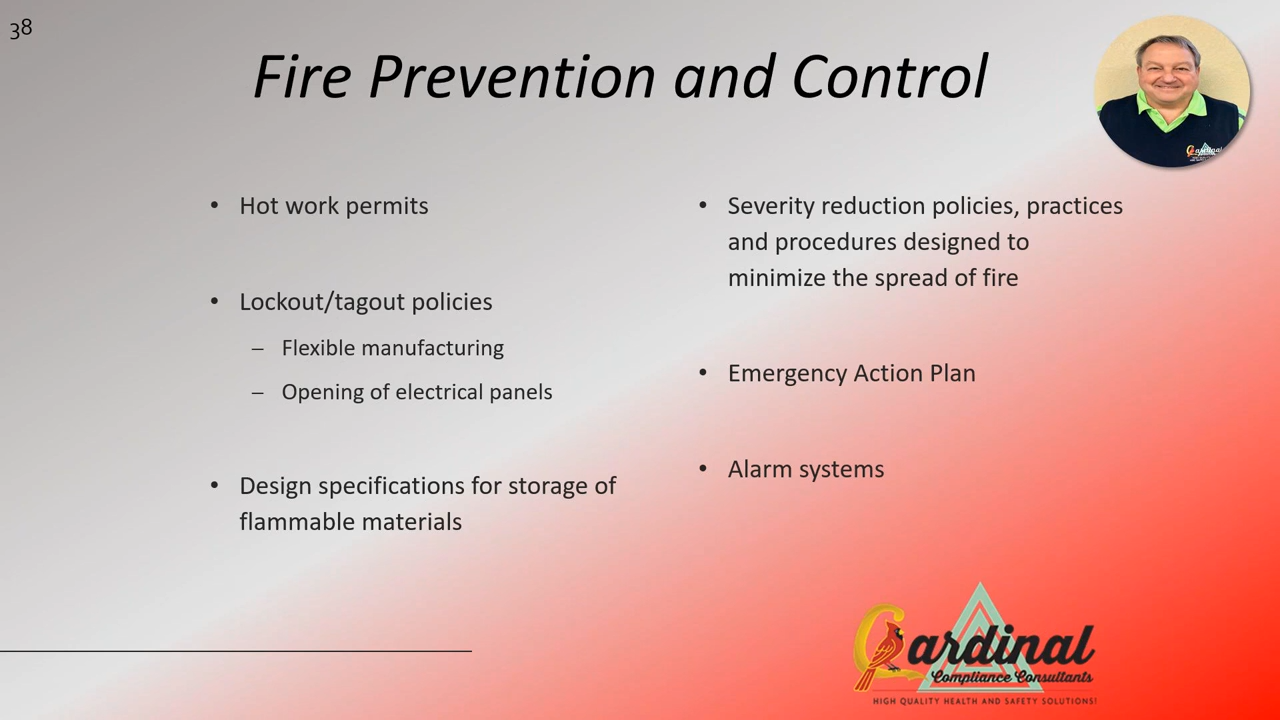 38
Fire Prevention and Control
• Hot work permits
• Lockout/tagout policies
– Flexible manufacturing
– Opening of electrical panels
• Design specifications for storage of
flammable materials
• Severity reduction policies, practices
and procedures designed to
minimize the spread of fire
• Emergency Action Plan
• Alarm systems
Cardinal
Cardinal
Compliance Consultants
HIGH QUALITY HEALTH AND SAFETY SOLUTIONS!